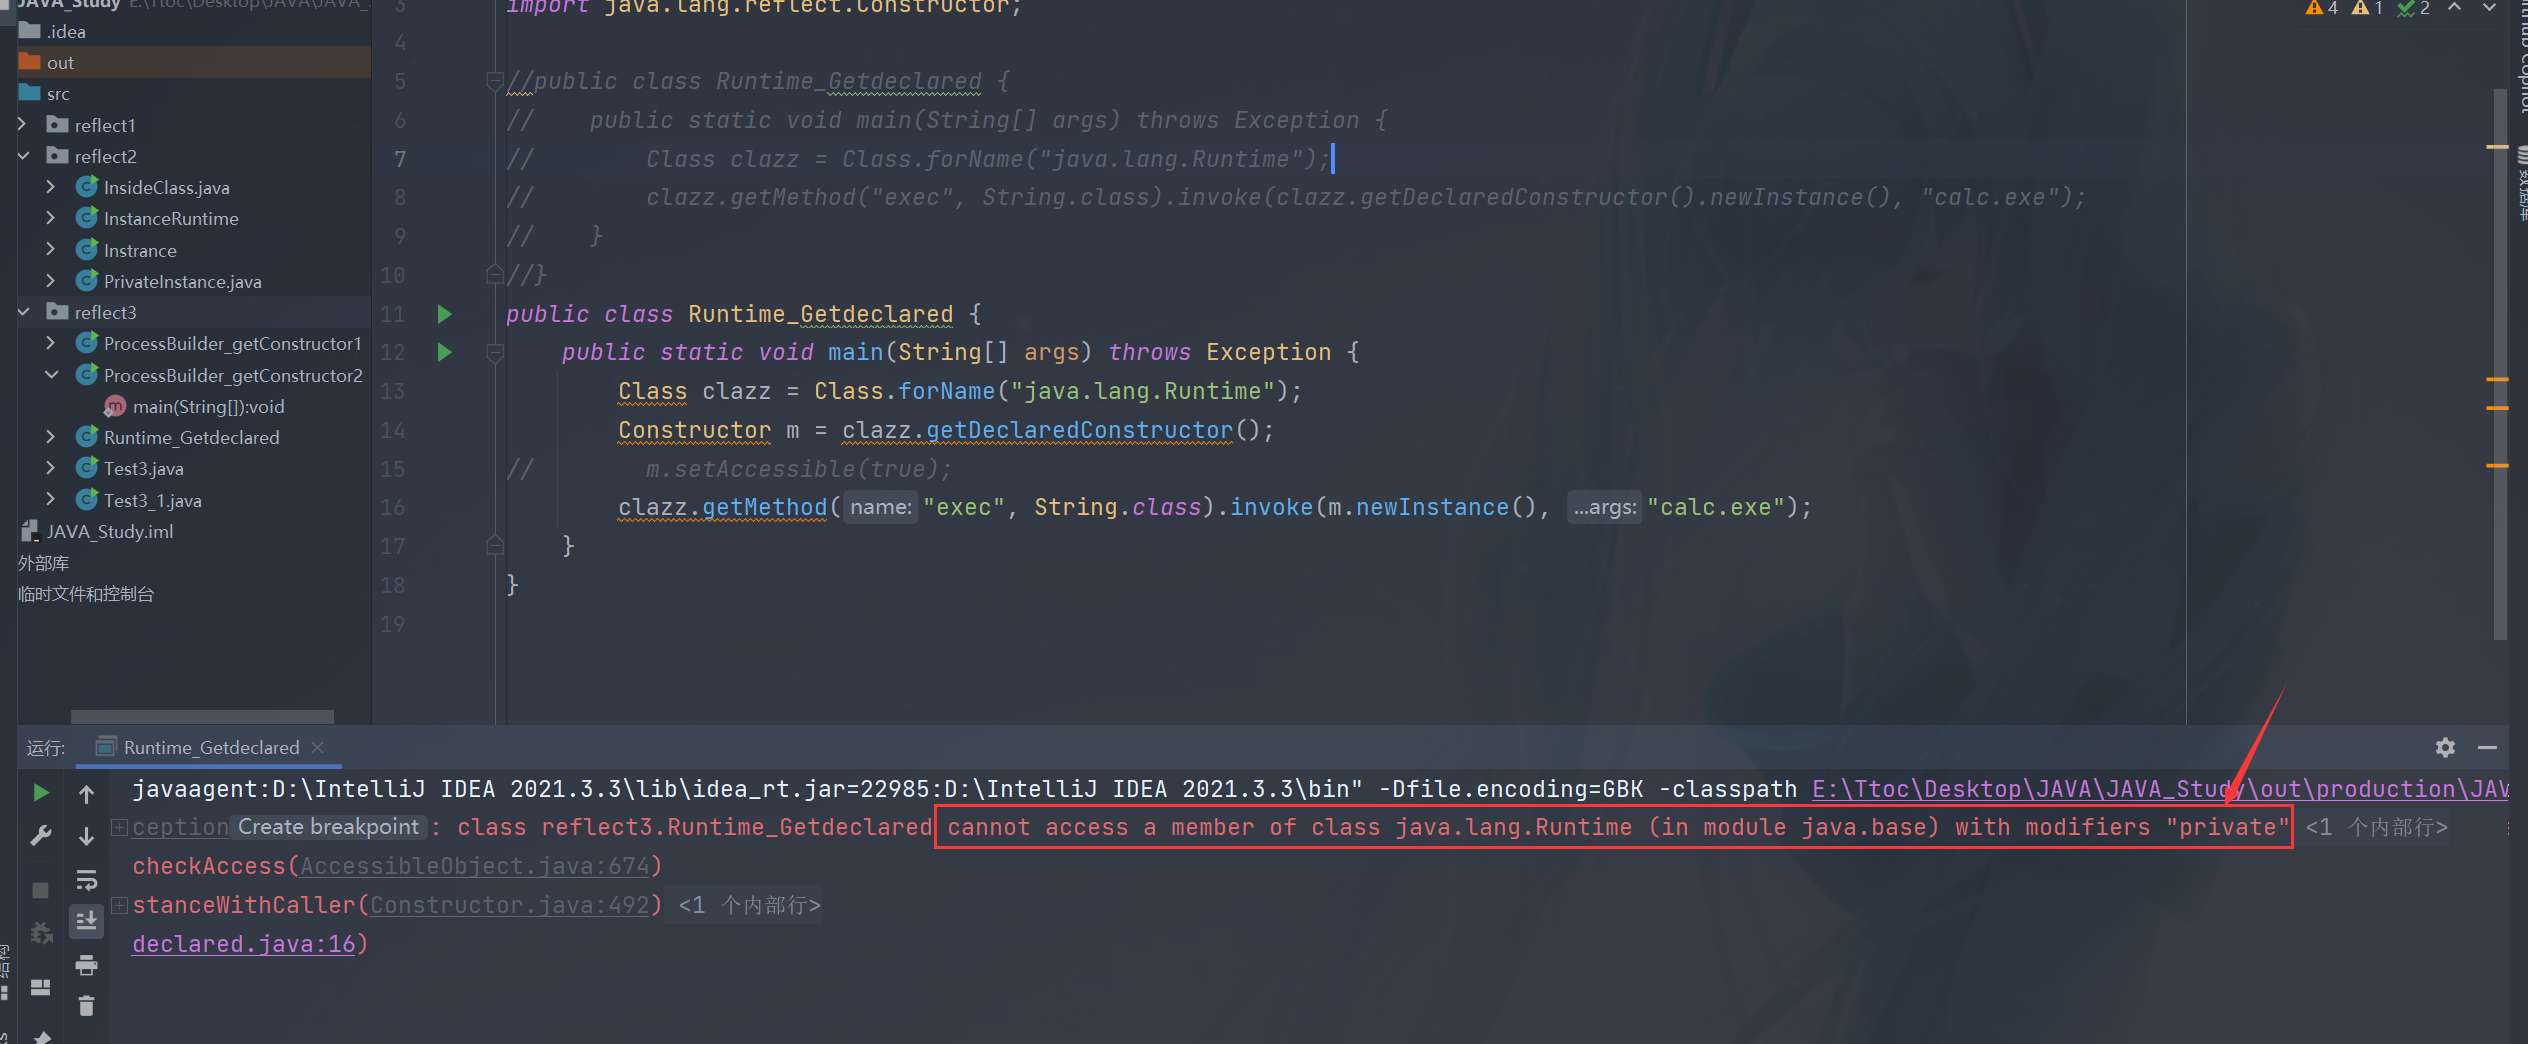 JAVA_Study E:\Ttoc\Desktop\JAVA\JAVA_
.idea
out
src
reflect1
reflect2
InsideClass.java
InstanceRuntime
Instrance
PrivateInstance.java
reflect3
ProcessBuilder_getConstructor1
ProcessBuilder_getConstructor2
main(String[]):void
Runtime_Getdeclared
Test3.java
Test3_1.java
JAVA_Study.iml
外部库
临时文件和控制台
3 import java.lang.reflect.Constructor;
4
5 //public class Runtime_Getdeclared {
6 //    public static void main(String[] args) throws Exception {
7 //        Class clazz = Class.forName("java.lang.Runtime");
8 //        clazz.getMethod("exec", String.class).invoke(clazz.getDeclaredConstructor().newInstance(), "calc.exe");
9 //    }
10 //}
11 public class Runtime_Getdeclared {
12     public static void main(String[] args) throws Exception {
13         Class clazz = Class.forName("java.lang.Runtime");
14         Constructor m = clazz.getDeclaredConstructor();
15 //        m.setAccessible(true);
16         clazz.getMethod( name: "exec", String.class).invoke(m.newInstance(), ...args: "calc.exe");
17     }
18 }
19
4 1 2
GitHub Copilot
数据库
运行: Runtime_Getdeclared
javaagent:D:\IntelliJ IDEA 2021.3.3\lib\idea_rt.jar=22985:D:\IntelliJ IDEA 2021.3.3\bin" -Dfile.encoding=GBK -classpath E:\Ttoc\Desktop\JAVA\JAVA_Study\out\production\JAV
ception Create breakpoint : class reflect3.Runtime_Getdeclared cannot access a member of class java.lang.Runtime (in module java.base) with modifiers "private" <1 个内部行>
checkAccess(AccessibleObject.java:674)
stanceWithCaller(Constructor.java:492) <1 个内部行>
declared.java:16)
结构